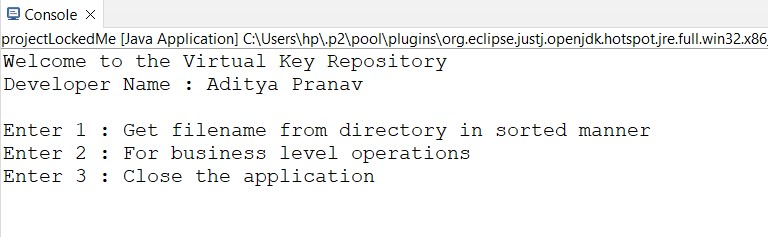 Console
projectLockedMe [Java Application] C:\Users\hp\.p2\pool\plugins\org.eclipse.justj.openjdk.hotspot.jre.full.win32.x86_
Welcome to the Virtual Key Repository
Developer Name : Aditya Pranav
Enter 1 : Get filename from directory in sorted manner
Enter 2 : For business level operations
Enter 3 : Close the application